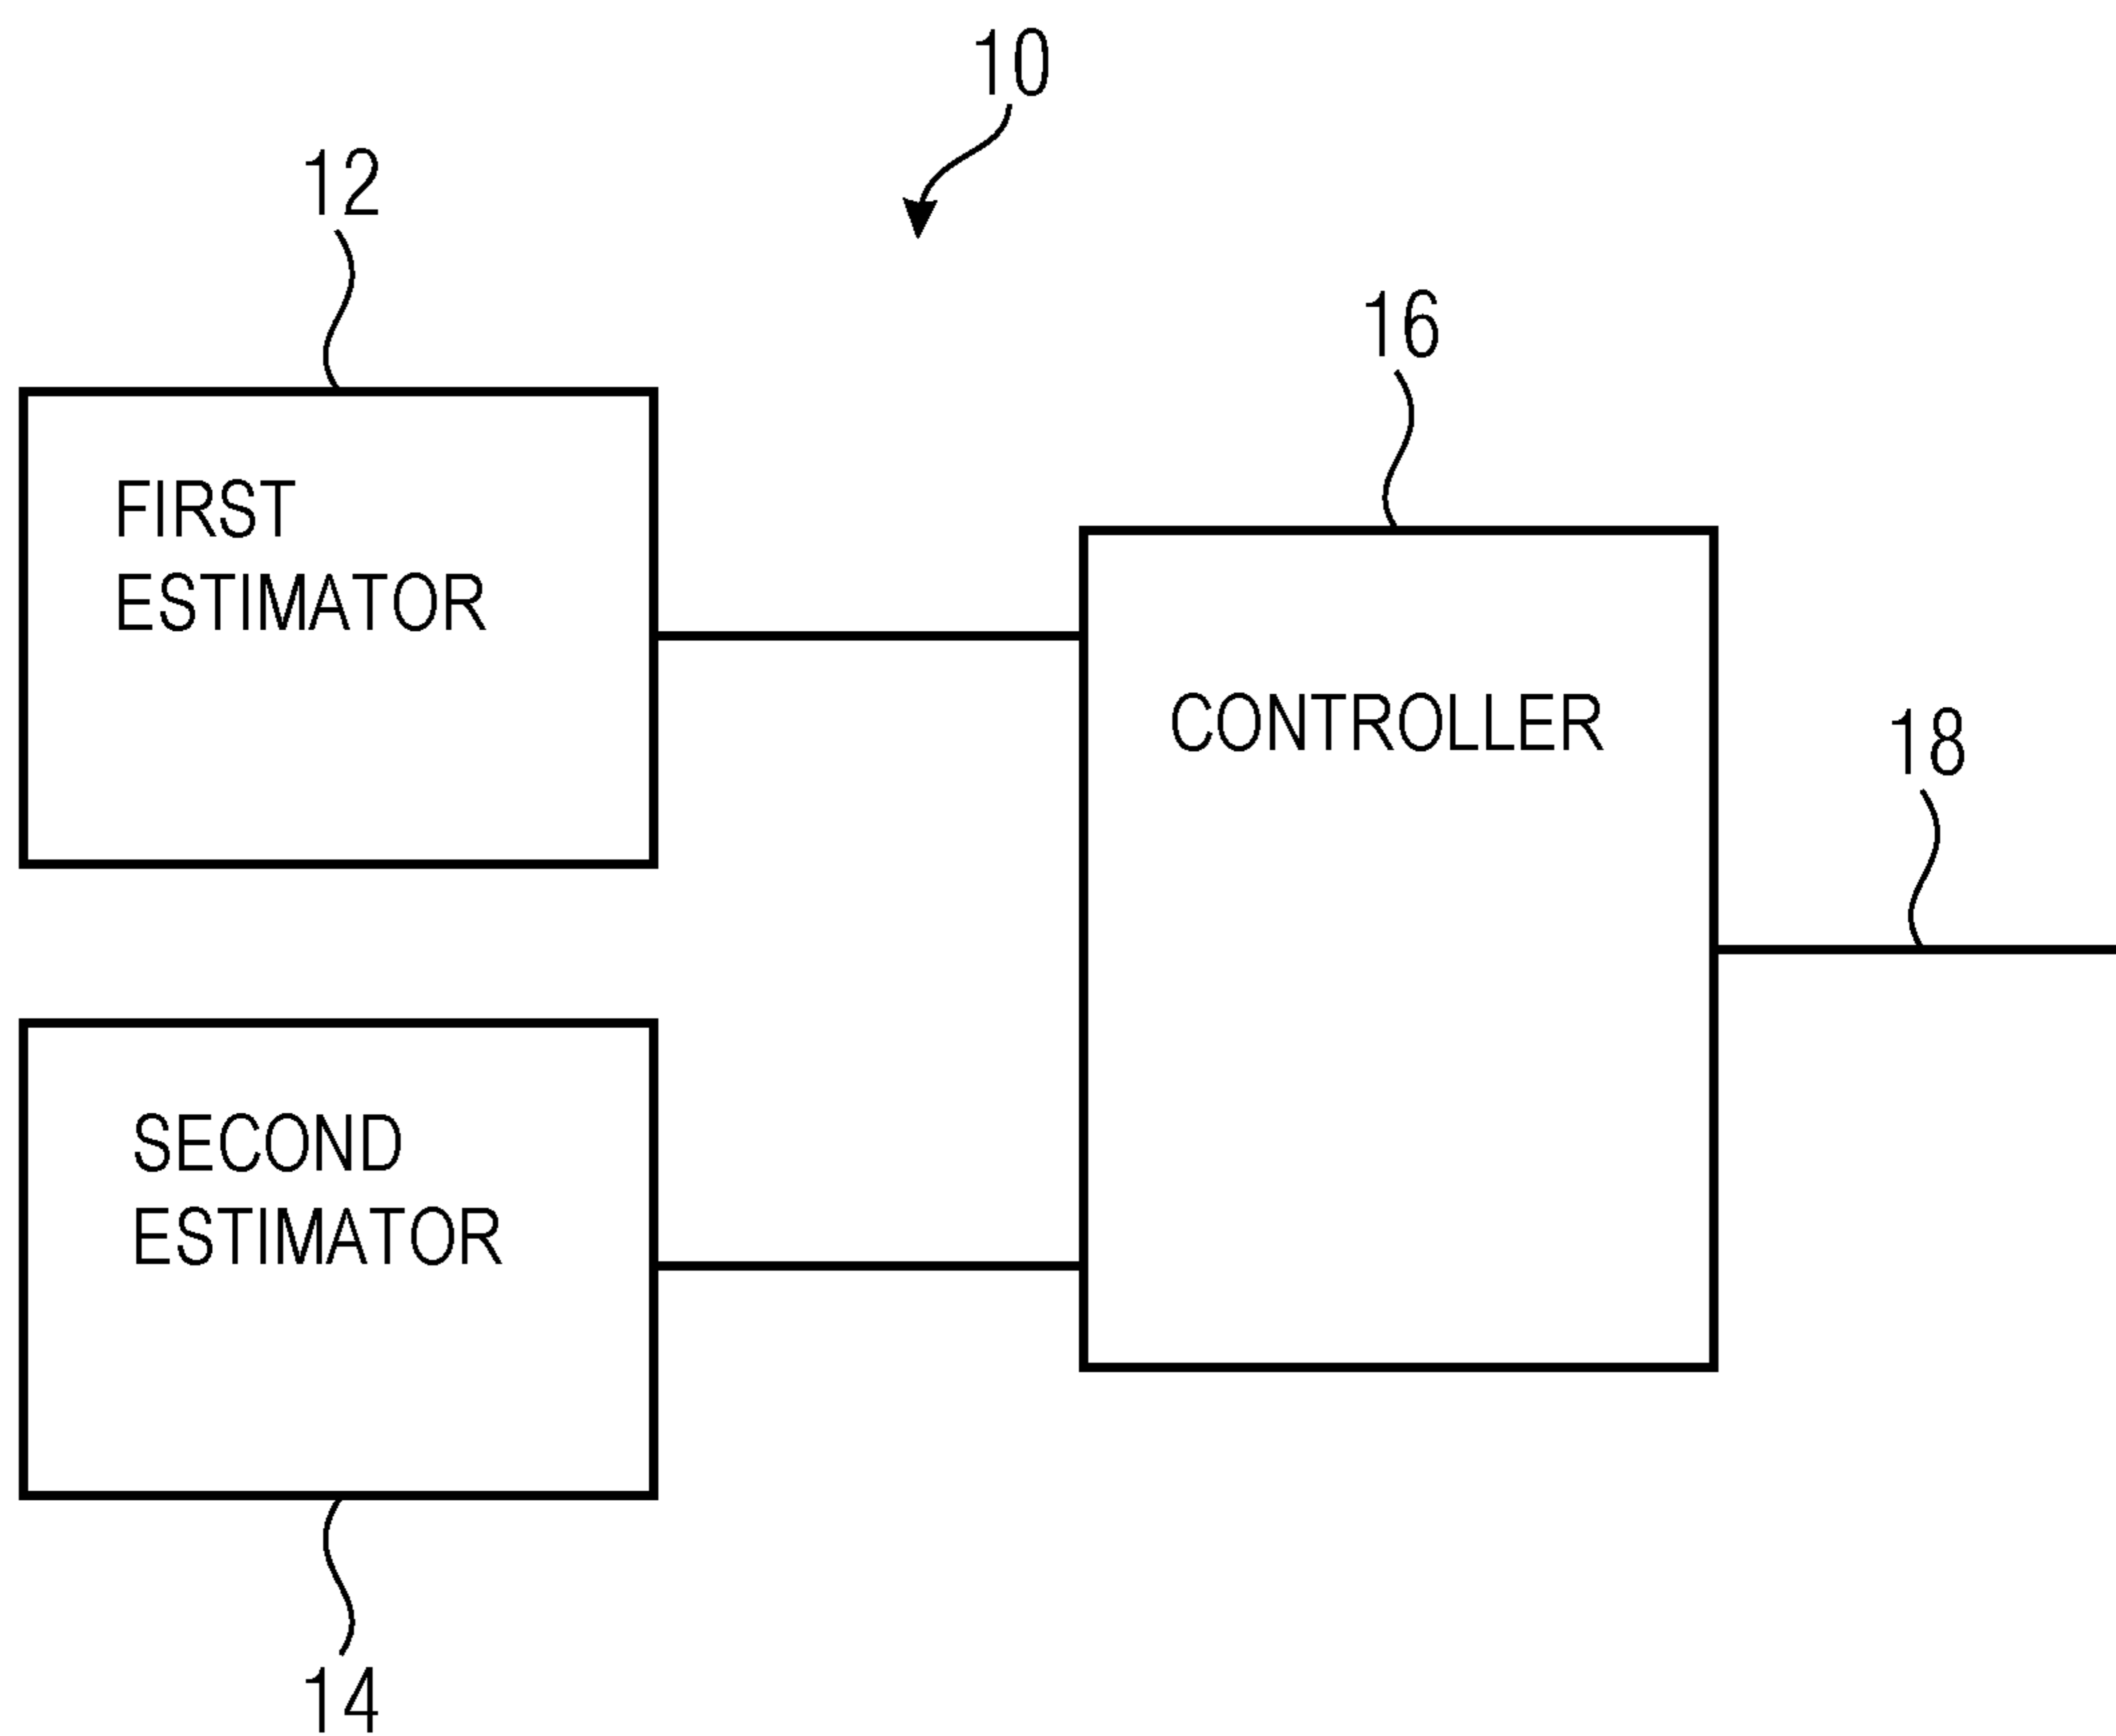 10
12
16
FIRST
ESTIMATOR
CONTROLLER
18
SECOND
ESTIMATOR
14